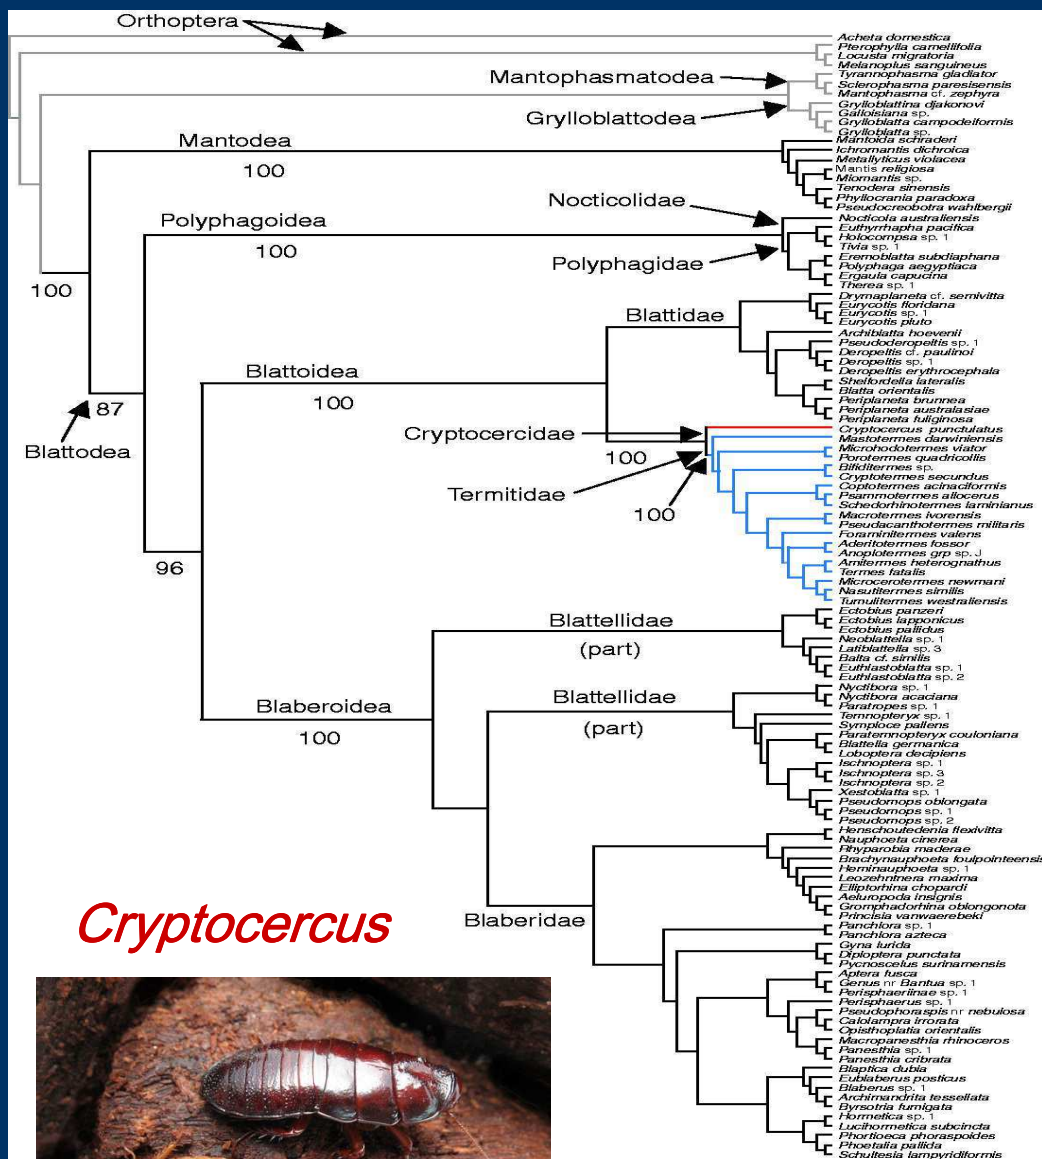 Orthoptera
Acheta domestica
Pterophylla camellifolia
Locusta migratoria
Melanoplus sanguineus
Mantophasmatodea
Tyrannophasma gladiator
Sclerophasma paresisensis
Mantophasma cf. zephyra
Grylloblattodea
Grylloblattina djakonovi
Galloisiana sp.
Grylloblatta campodeiformis
Grylloblatta sp.
Mantodea
100
Mantoida schraderi
Ichromantis dichroica
Metallyticus violacea
Mantis religiosa
Miomantis sp.
Tenodera sinensis
Phyllocrania paradoxa
Pseudocreobotra wahlbergii
Nocticolidae
Polyphagoidea
100
Polyphagidae
Nocticola australiensis
Euthyrrhapha pacifica
Holocompsa sp. 1
Tivia sp. 1
Eremoblatta subdiaphana
Polyphaga aegyptiaca
Ergaula capucina
Therea sp. 1
100
Blattidae
Drymaplaneta cf. semivitta
Eurycotis floridana
Eurycotis sp. 1
Eurycotis pluto
Archiblatta hoevenii
Pseudoderopeltis sp. 1
Deropeltis cf. paulinoi
Deropeltis sp. 1
Deropeltis erythrocephala
Shelfordella lateralis
Blatta orientalis
Periplaneta brunnea
Periplaneta australasiae
Periplaneta fuliginosa
Blattoidea
100
87
Blattodea
Cryptocercidae
100
Termitidae
100
Cryptocercus punctulatus
Mastotermes darwiniensis
Microhodotermes viator
Porotermes quadricollis
Bifiditermes sp.
Cryptotermes secundus
Coptotermes acinaciformis
Psammotermes allocerus
Schedorhinotermes laminianus
Macrotermes ivorensis
Pseudacanthotermes militaris
Foraminitermes valens
Aderitotermes fossor
Anoplotermes grp sp. J
Amitermes heterognathus
Termes fatalis
Microcerotermes newmani
Nasutitermes similis
Tumulitermes westraliensis
96
Blattellidae
(part)
Ectobius panzeri
Ectobius lapponicus
Ectobius pallidus
Neoblattella sp. 1
Latiblattella sp. 3
Balta cf. similis
Euthlastoblatta sp. 1
Euthlastoblatta sp. 2
Blaberoidea
100
Blattellidae
(part)
Nyctibora sp. 1
Nyctibora acaciana
Paratropes sp. 1
Temnopteryx sp. 1
Symploce pallens
Paratemnopteryx couloniana
Blattella germanica
Loboptera decipiens
Ischnoptera sp. 1
Ischnoptera sp. 3
Ischnoptera sp. 2
Xestoblatta sp. 1
Pseudomops oblongata
Pseudomops sp. 1
Pseudomops sp. 2
Blaberidae
Henschoutedenia flexivitta
Nauphoeta cinerea
Rhyparobia maderae
Brachynauphoeta foulpointeensis
Heminauphoeta sp. 1
Leozehntnera maxima
Elliptorhina chopardi
Aeluropoda insignis
Gromphadorhina oblongonota
Princisia vanwaerebeki
Panchlora sp. 1
Panchlora azteca
Gyna lurida
Diploptera punctata
Pycnoscelus surinamensis
Aptera fusca
Genus nr Bantua sp. 1
Perisphaeriinae sp. 1
Perisphaerus sp. 1
Pseudophoraspis nr nebulosa
Calolampra irrorata
Opisthoplatia orientalis
Macropanesthia rhinoceros
Panesthia sp. 1
Panesthia cribrata
Blaptica dubia
Eublaberus posticus
Blaberus sp. 1
Archimandrita tessellata
Byrsotria fumigata
Hormetica sp. 1
Lucihormetica subcincta
Phortioeca phoraspoides
Phoetalia pallida
Schultesia lampyridiformis
Cryptocercus